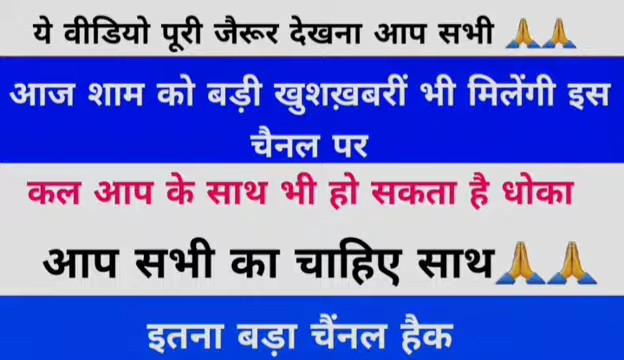 ये वीडियो पूरी जैरूर देखना आप सभी 🙏🙏
आज शाम को बड़ी खुशख़बरीं भी मिलेंगी इस
चैनल पर
कल आप के साथ भी हो सकता है धोका
आप सभी का चाहिए साथ🙏🙏
इतना बड़ा चैंनल हैक